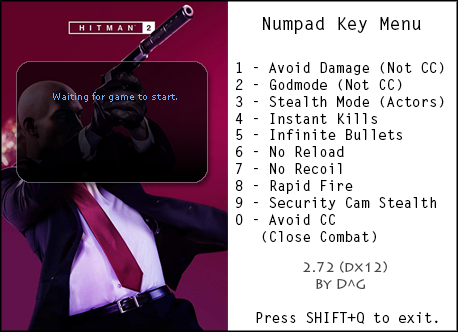 HITMAN 2
Waiting for game to start.
Numpad Key Menu
1 - Avoid Damage (Not CC)
2 - Godmode (Not CC)
3 - Stealth Mode (Actors)
4 - Instant Kills
5 - Infinite Bullets
6 - No Reload
7 - No Recoil
8 - Rapid Fire
9 - Security Cam Stealth
0 - Avoid CC
(Close Combat)
2.72 (DX12)
BY D^G
Press SHIFT+Q to exit.